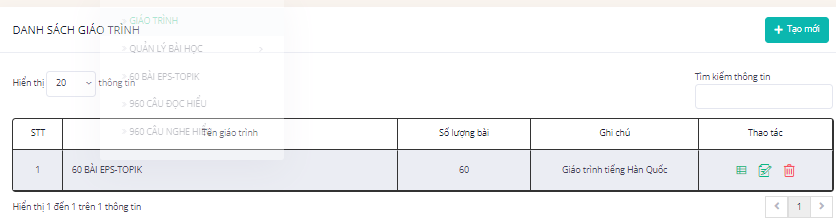 > GIÁO TRÌNH
DANH SÁCH GIÁO TRÌNH
+ Tạo mới
> QUẢN LÝ BÀI HỌC >
> 60 BÀI EPS-TOPIK
Hiển thị 20 thông tin
Tìm kiếm thông tin
> 960 CÂU ĐỌC HIỂU
> 960 CÂU NGHE HIỂU
STT Tên giáo trình Số lượng bài Ghi chú Thao tác
1 60 BÀI EPS-TOPIK 60 Giáo trình tiếng Hàn Quốc
Hiển thị 1 đến 1 trên 1 thông tin
< 1 >